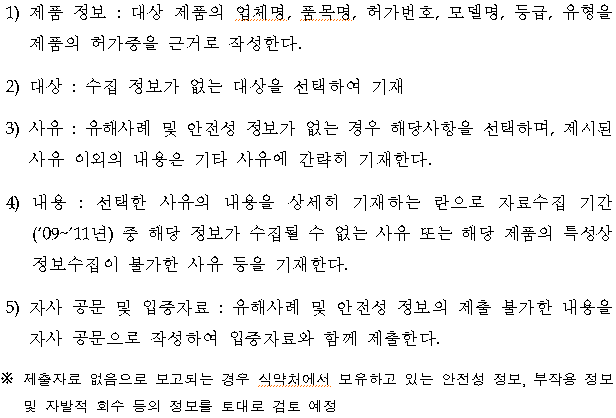 1) 제품 정보 : 대상 제품의 업체명, 품목명, 허가번호, 모델명, 등급, 유형을
제품의 허가증을 근거로 작성한다.
2) 대상 : 수집 정보가 없는 대상을 선택하여 기재
3) 사유 : 유해사례 및 안전성 정보가 없는 경우 해당사항을 선택하며, 제시된
사유 이외의 내용은 기타 사유에 간략히 기재한다.
4) 내용 : 선택한 사유의 내용을 상세히 기재하는 란으로 자료수집 기간
('09~'11년) 중 해당 정보가 수집될 수 없는 사유 또는 해당 제품의 특성상
정보수집이 불가한 사유 등을 기재한다.
5) 자사 공문 및 입증자료 : 유해사례 및 안전성 정보의 제출 불가한 내용을
자사 공문으로 작성하여 입증자료와 함께 제출한다.
※ 제출자료 없음으로 보고되는 경우 식약처에서 보유하고 있는 안전성 정보, 부작용 정보
및 자발적 회수 등의 정보를 토대로 검토 예정